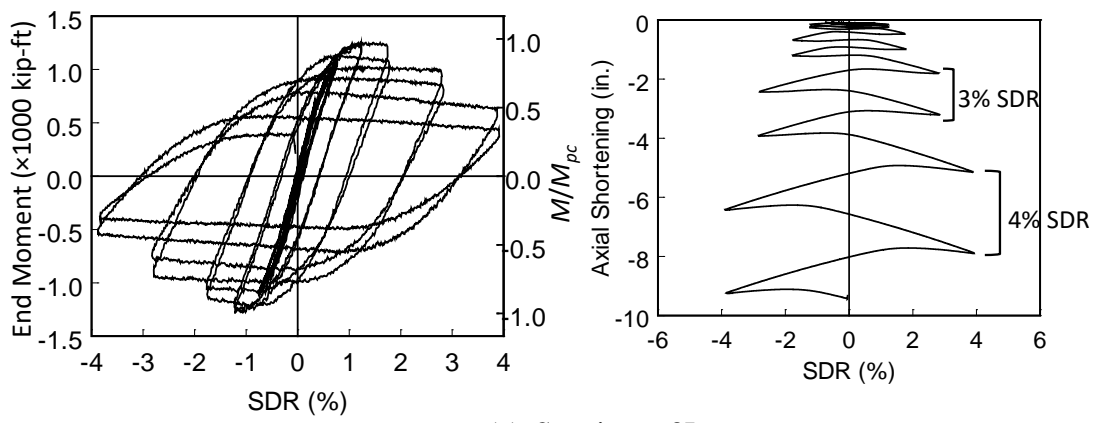 End Moment (×1000 kip-ft)
1.5
1.0
0.5
0.0
-0.5
-1.0
-1.5
-4 -3 -2 -1 0 1 2 3 4
SDR (%)
1.0
0.5
0.0
-0.5
-1.0
M/Mpc
Axial Shortening (in.)
0
-2
-4
-6
-8
-10
-6 -4 -2 0 2 4 6
SDR (%)
3% SDR
4% SDR